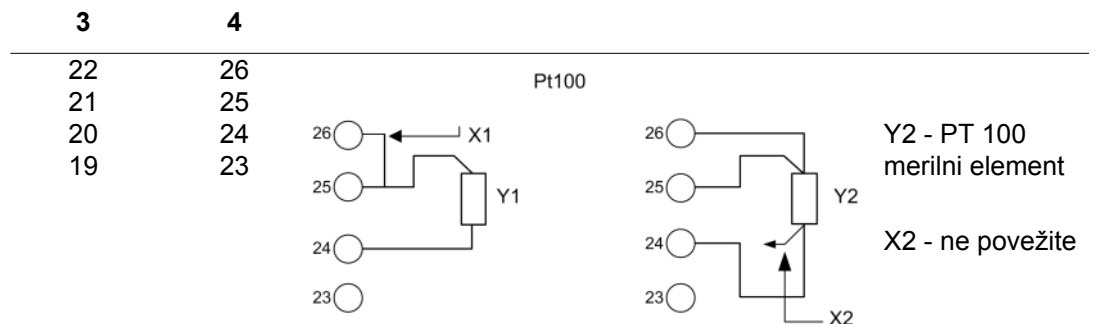 3 4
22 26
21 25
20 24
19 23
Pt100
26 X1
25 Y1
24
23
26
25 Y2
24
23 X2
Y2 - PT 100
merilni element
X2 - ne povežite